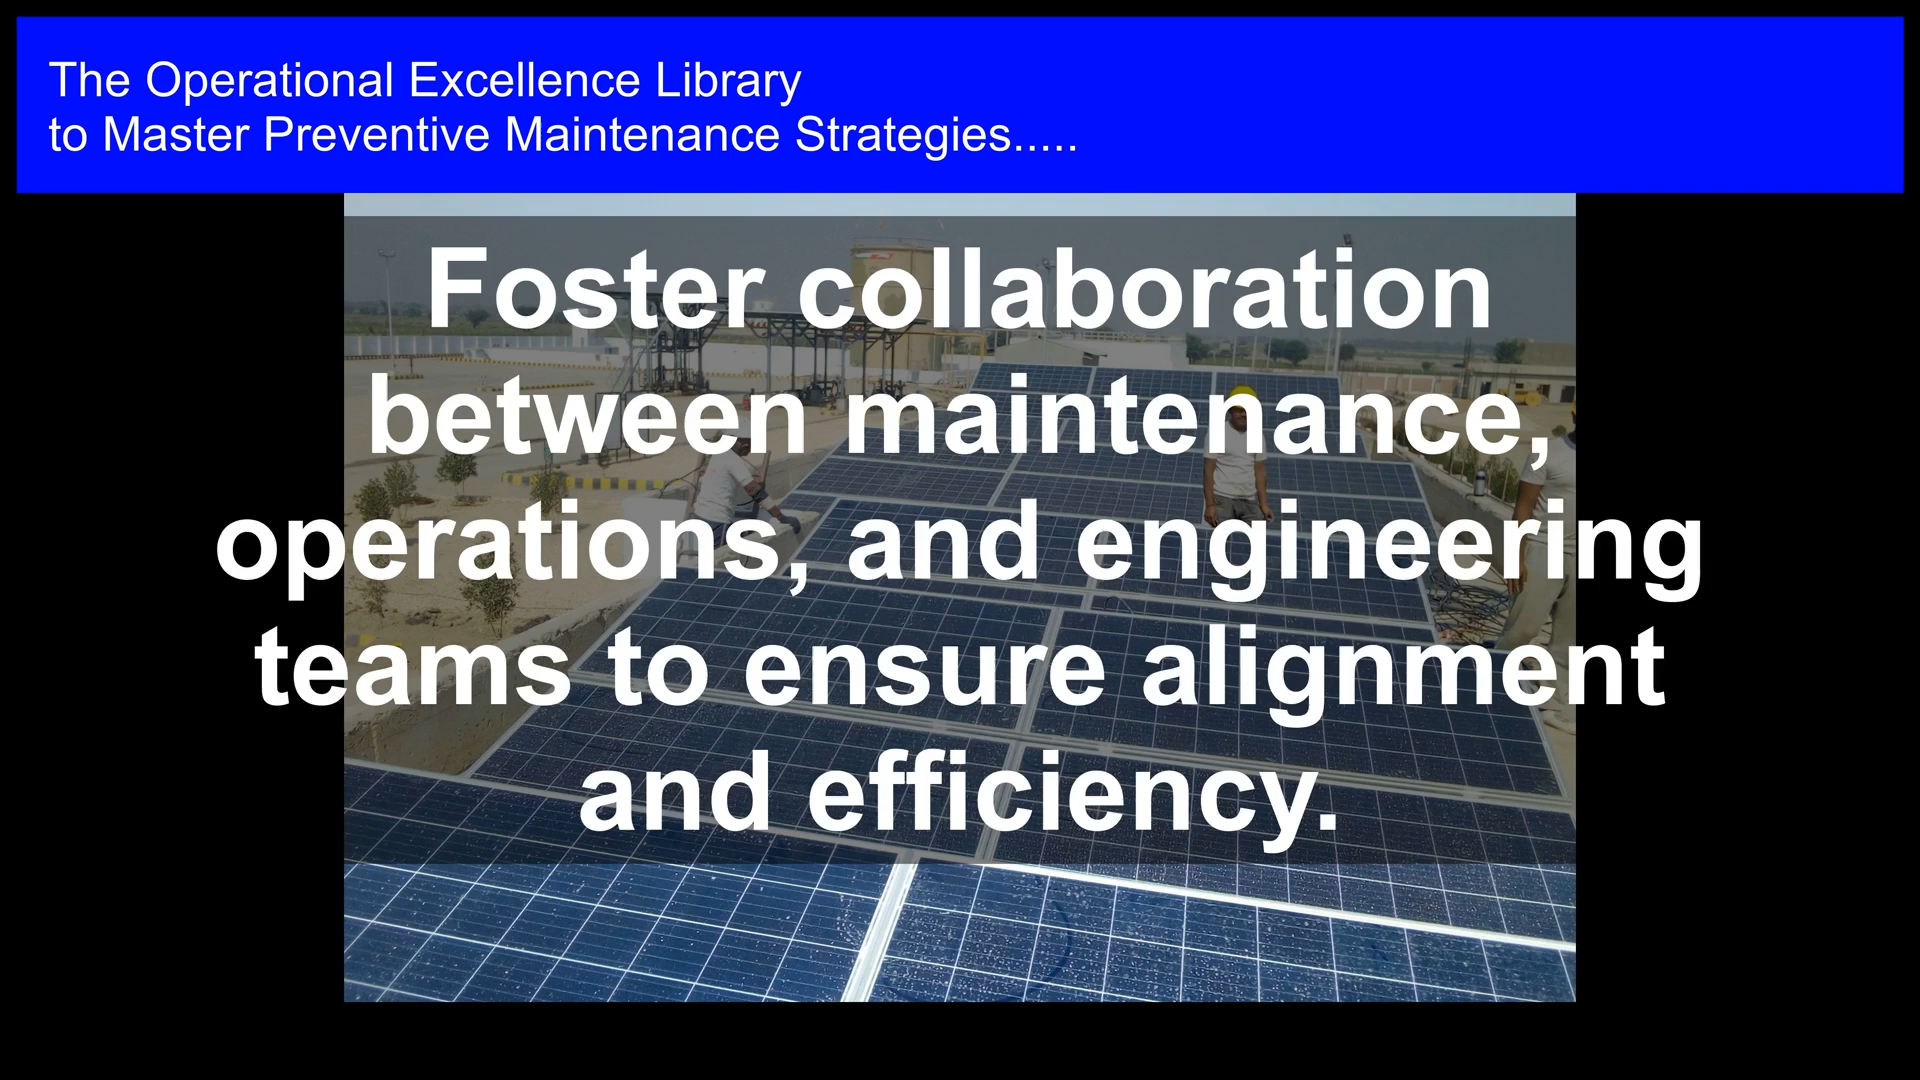 The Operational Excellence Library
to Master Preventive Maintenance Strategies.....
Foster collaboration
between maintenance,
operations, and engineering
teams to ensure alignment
and efficiency.